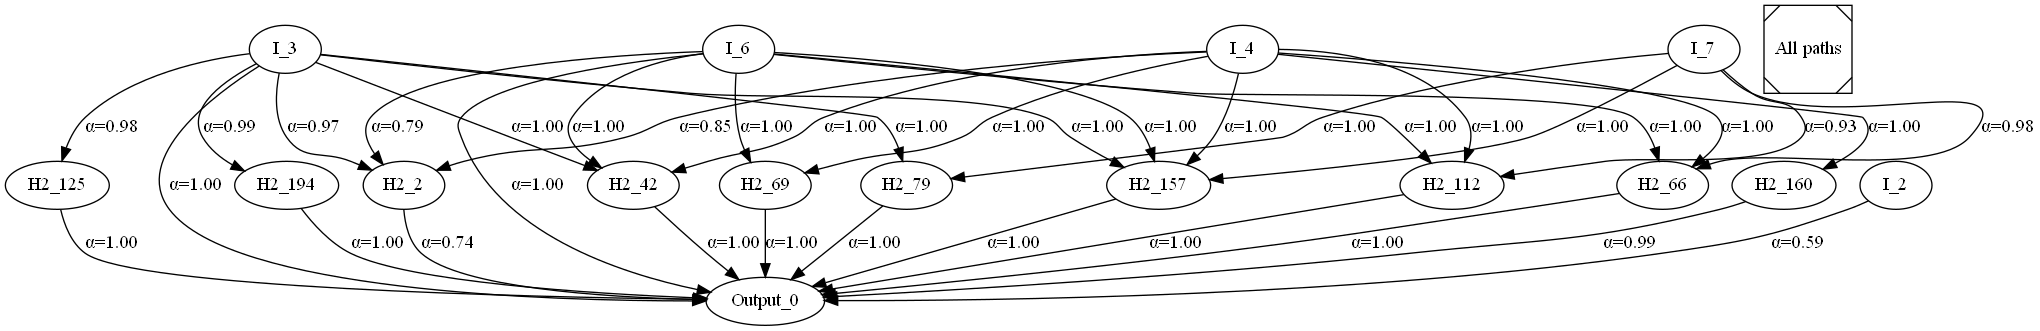 I_3 I_6 I_4 I_7 All paths
α=0.98 α=0.99 α=0.97 α=0.79 α=1.00 α=1.00 α=0.85 α=1.00 α=1.00 α=1.00 α=1.00 α=1.00 α=1.00 α=1.00 α=1.00 α=1.00 α=1.00 α=1.00 α=1.00 α=1.00 α=0.93 α=1.00 α=0.98
H2_125 α=1.00 H2_194 H2_2 α=1.00 H2_42 H2_69 H2_79 H2_157 H2_112 H2_66 H2_160 I_2
α=1.00 α=1.00 α=0.74 α=1.00 α=1.00 α=1.00 α=1.00 α=1.00 α=1.00 α=0.99 α=0.59
Output_0